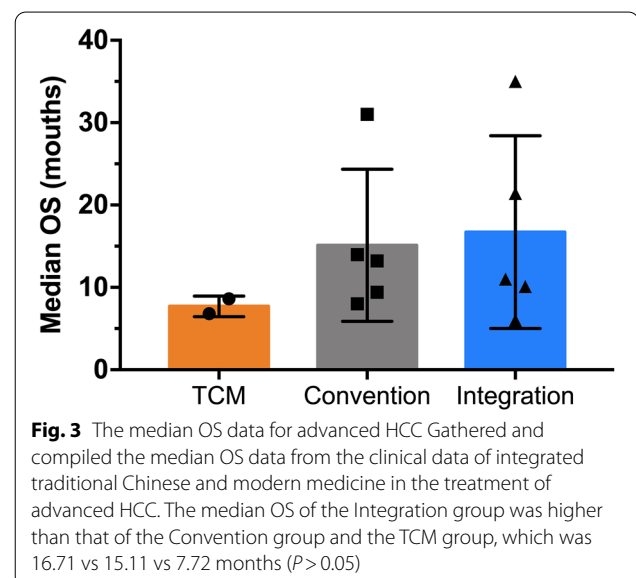 40
30
20
10
0
Median OS (mouths)
TCM Convention Integration
Fig. 3 The median OS data for advanced HCC Gathered and
compiled the median OS data from the clinical data of integrated
traditional Chinese and modern medicine in the treatment of
advanced HCC. The median OS of the Integration group was higher
than that of the Convention group and the TCM group, which was
16.71 vs 15.11 vs 7.72 months (P > 0.05)